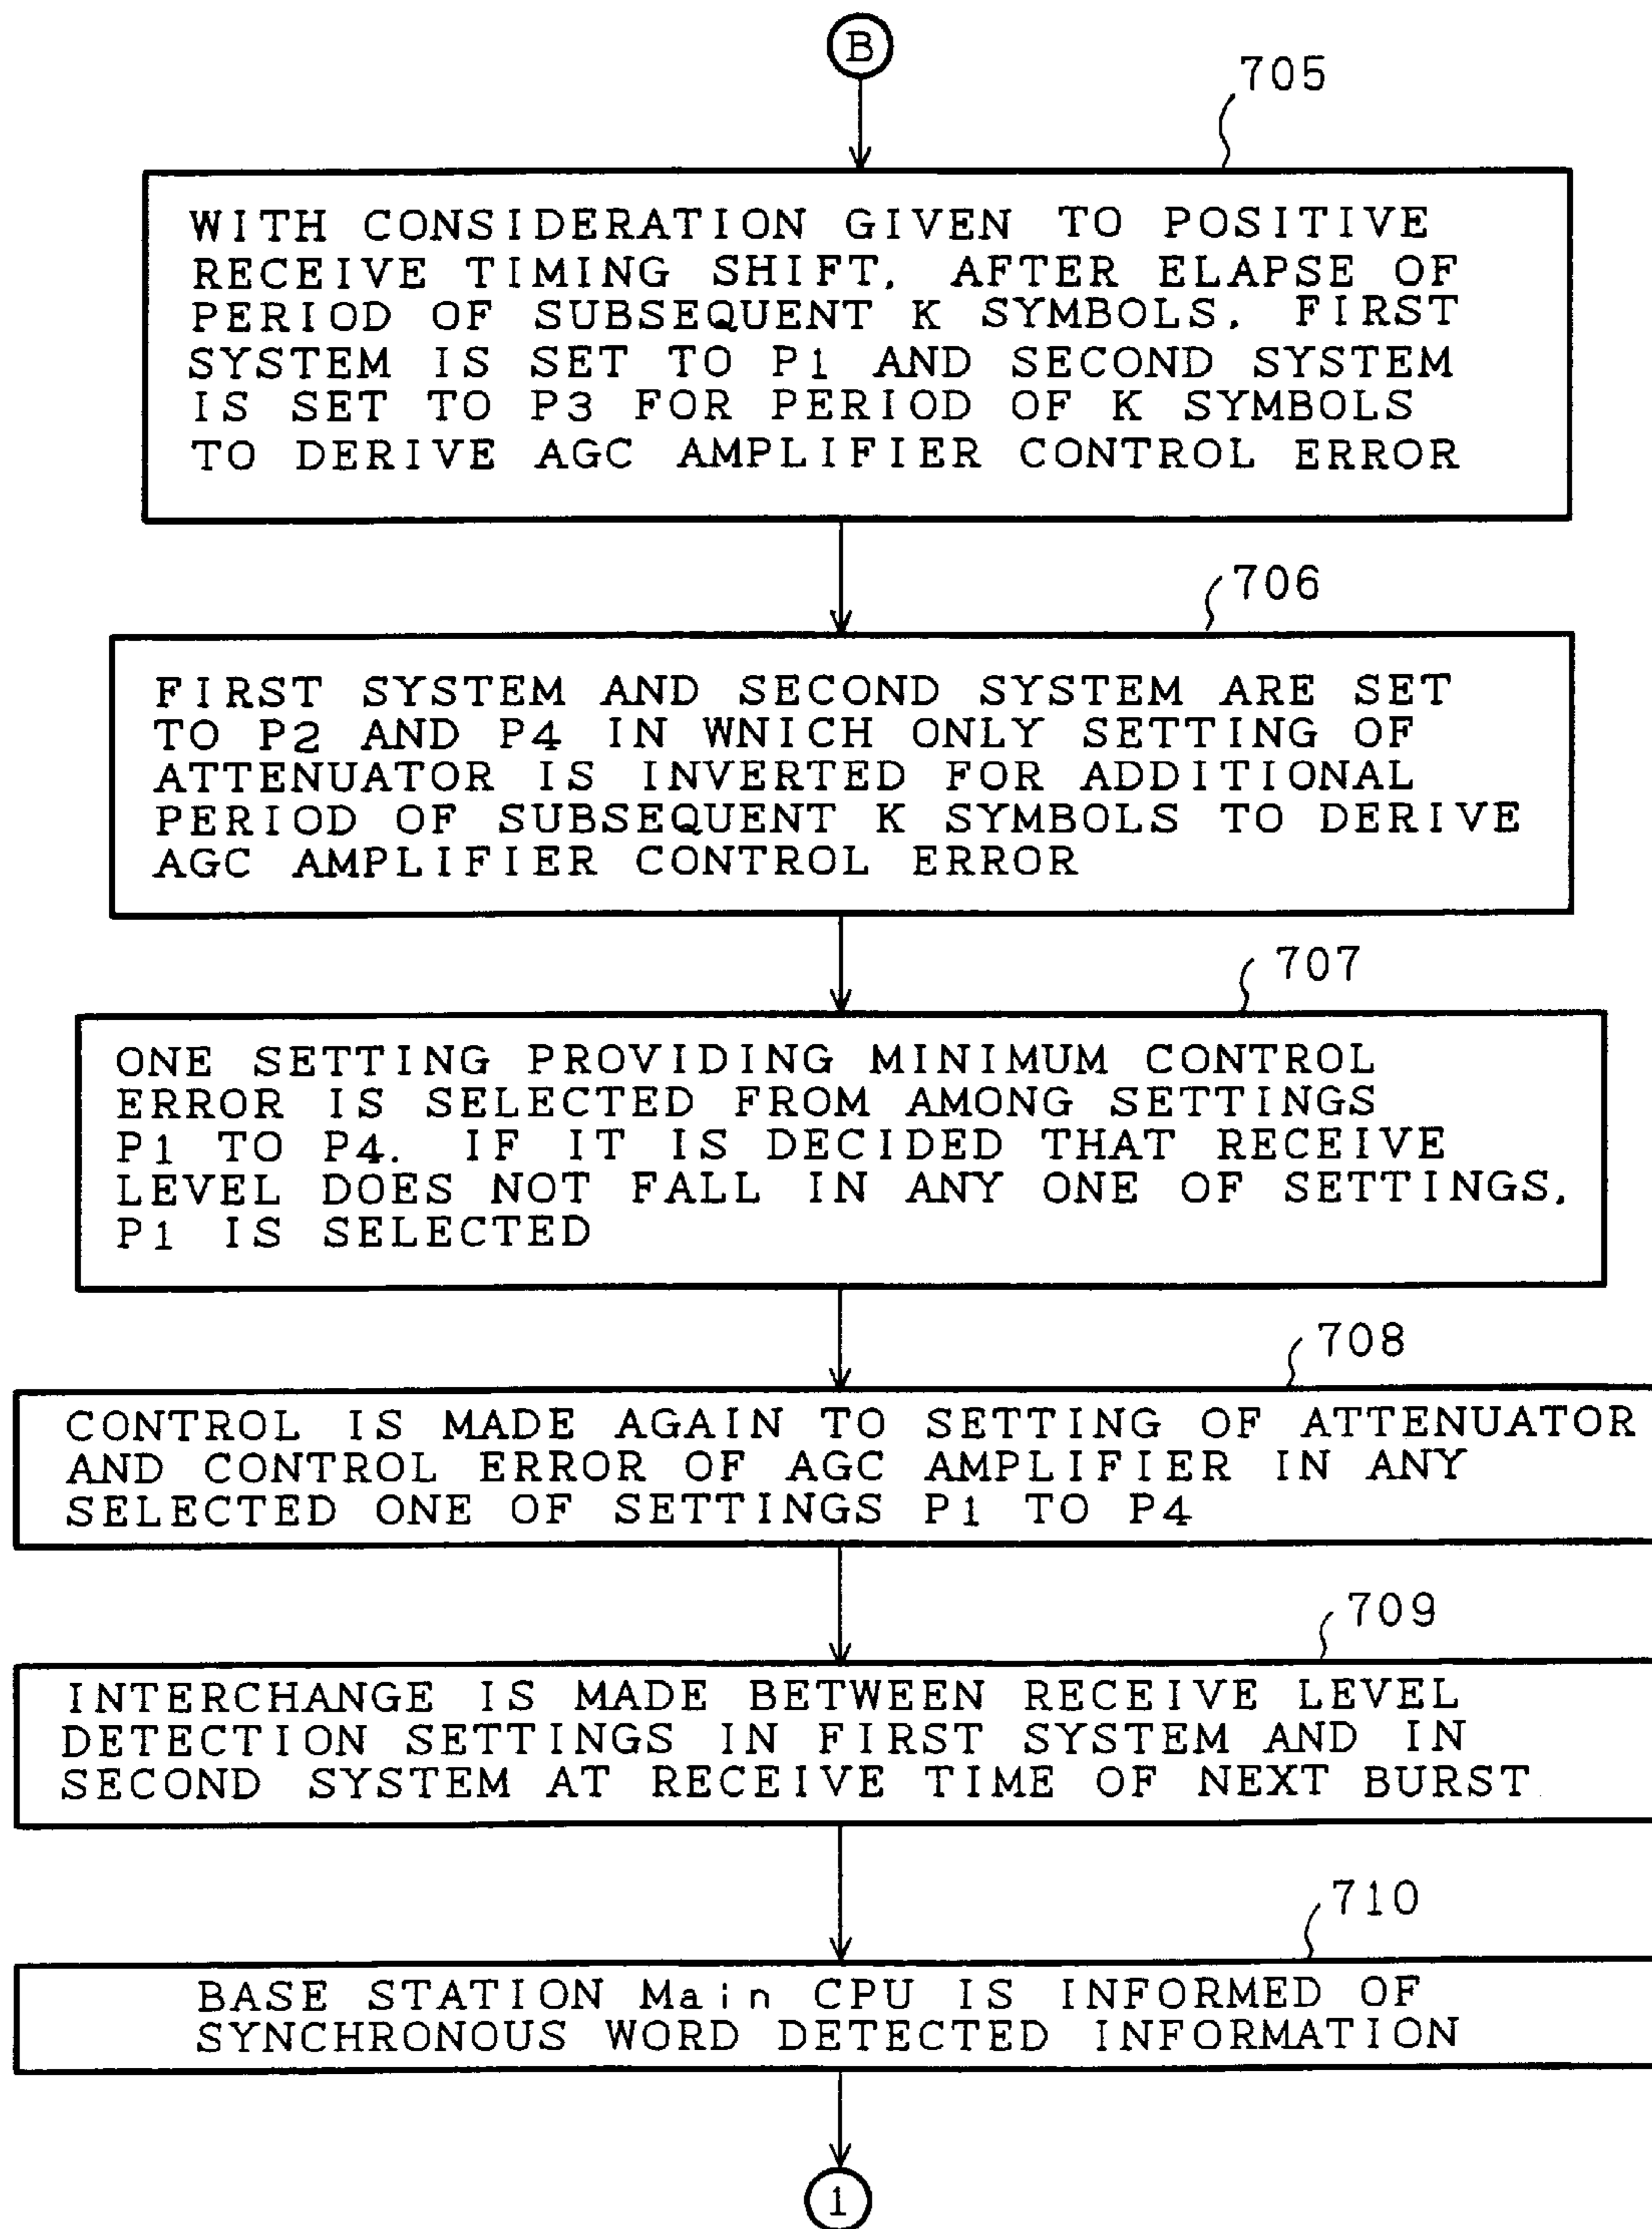 B
705
WITH CONSIDERATION GIVEN TO POSITIVE
RECEIVE TIMING SHIFT, AFTER ELAPSE OF
PERIOD OF SUBSEQUENT K SYMBOLS, FIRST
SYSTEM IS SET TO P1 AND SECOND SYSTEM
IS SET TO P3 FOR PERIOD OF K SYMBOLS
TO DERIVE AGC AMPLIFIER CONTROL ERROR
706
FIRST SYSTEM AND SECOND SYSTEM ARE SET
TO P2 AND P4 IN WNICH ONLY SETTING OF
ATTENUATOR IS INVERTED FOR ADDITIONAL
PERIOD OF SUBSEQUENT K SYMBOLS TO DERIVE
AGC AMPLIFIER CONTROL ERROR
707
ONE SETTING PROVIDING MINIMUM CONTROL
ERROR IS SELECTED FROM AMONG SETTINGS
P1 TO P4. IF IT IS DECIDED THAT RECEIVE
LEVEL DOES NOT FALL IN ANY ONE OF SETTINGS,
P1 IS SELECTED
708
CONTROL IS MADE AGAIN TO SETTING OF ATTENUATOR
AND CONTROL ERROR OF AGC AMPLIFIER IN ANY
SELECTED ONE OF SETTINGS P1 TO P4
709
INTERCHANGE IS MADE BETWEEN RECEIVE LEVEL
DETECTION SETTINGS IN FIRST SYSTEM AND IN
SECOND SYSTEM AT RECEIVE TIME OF NEXT BURST
710
BASE STATION Main CPU IS INFORMED OF
SYNCHRONOUS WORD DETECTED INFORMATION
1